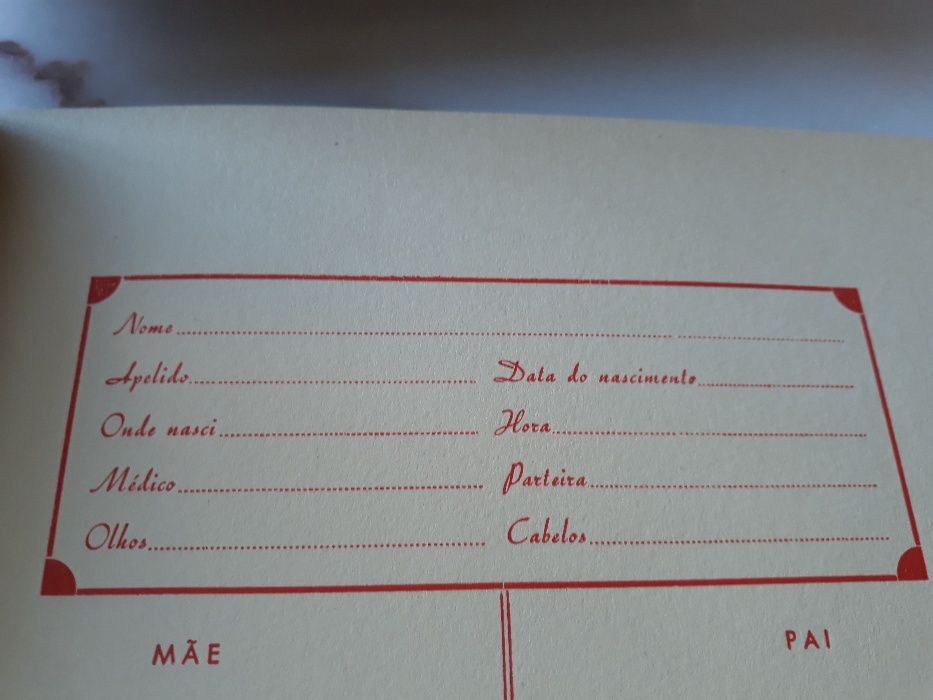 Nome
Apelido Data do nascimento
Onde nasci Hora
Médico Parteira
Olhos Cabelos
MÃE PAI